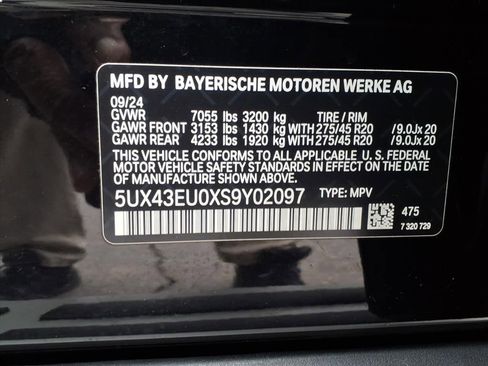 MFD BY BAYERISCHE MOTOREN WERKE AG
09/24
GVWR 7055 lbs 3200 kg TIRE / RIM
GAWR FRONT 3153 lbs 1430 kg WITH 275/45 R20 /9.0Jx 20
GAWR REAR 4233 lbs 1920 kg WITH 275/45 R20 /9.0Jx 20
THIS VEHICLE CONFORMS TO ALL APPLICABLE U. S. FEDERAL
MOTOR VEHICLE SAFETY STANDARDS IN EFFECT ON THE
DATE OF MANUFACTURE SHOWN ABOVE.
5UX43EU0XS9Y02097 TYPE: MPV
475
7 320 729